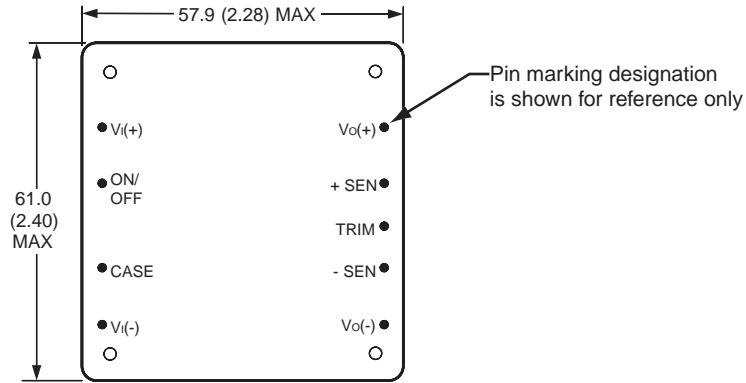 57.9 (2.28) MAX
Pin marking designation
is shown for reference only
VI(+)
VO(+)
ON/
OFF
+ SEN
61.0
(2.40)
MAX
TRIM
CASE
- SEN
VI(-)
VO(-)